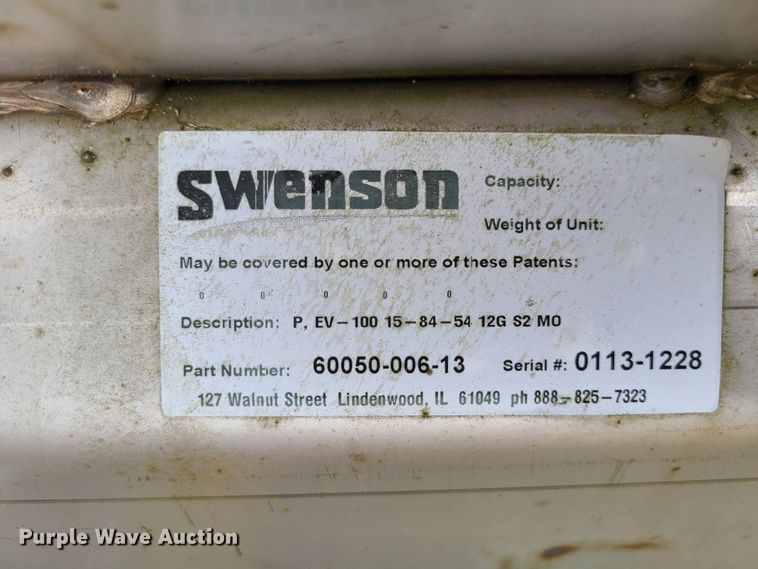 SWenson
Capacity:
Weight of Unit:
May be covered by one or more of these Patents:
0 0 0 0 0
Description: P, EV-100 15-84-54 12G S2 MO
Part Number: 60050-006-13 Serial #: 0113-1228
127 Walnut Street Lindenwood, IL 61049 ph 888-825-7323
Purple Wave Auction